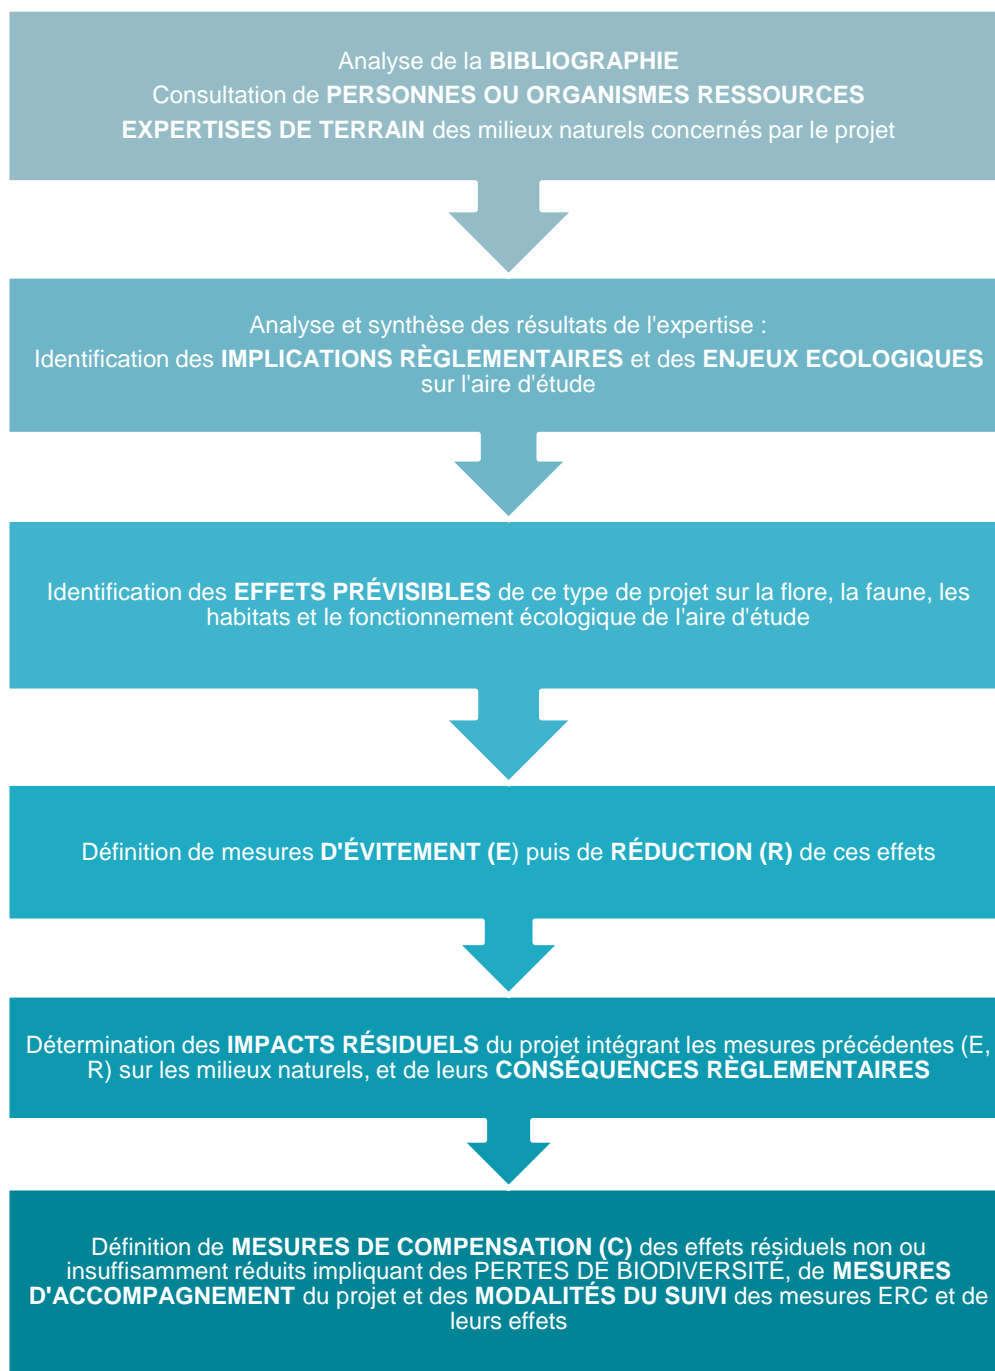 Analyse de la BIBLIOGRAPHIE
Consultation de PERSONNES OU ORGANISMES RESSOURCES
EXPERTISES DE TERRAIN des milieux naturels concernés par le projet
Analyse et synthèse des résultats de l'expertise :
Identification des IMPLICATIONS RÈGLEMENTAIRES et des ENJEUX ECOLOGIQUES
sur l'aire d'étude
Identification des EFFETS PRÉVISIBLES de ce type de projet sur la flore, la faune, les
habitats et le fonctionnement écologique de l'aire d'étude
Définition de mesures D'ÉVITEMENT (E) puis de RÉDUCTION (R) de ces effets
Détermination des IMPACTS RÉSIDUELS du projet intégrant les mesures précédentes (E,
R) sur les milieux naturels, et de leurs CONSÉQUENCES RÈGLEMENTAIRES
Définition de MESURES DE COMPENSATION (C) des effets résiduels non ou
insuffisamment réduits impliquant des PERTES DE BIODIVERSITÉ, de MESURES
D'ACCOMPAGNEMENT du projet et des MODALITÉS DU SUIVI des mesures ERC et de
leurs effets